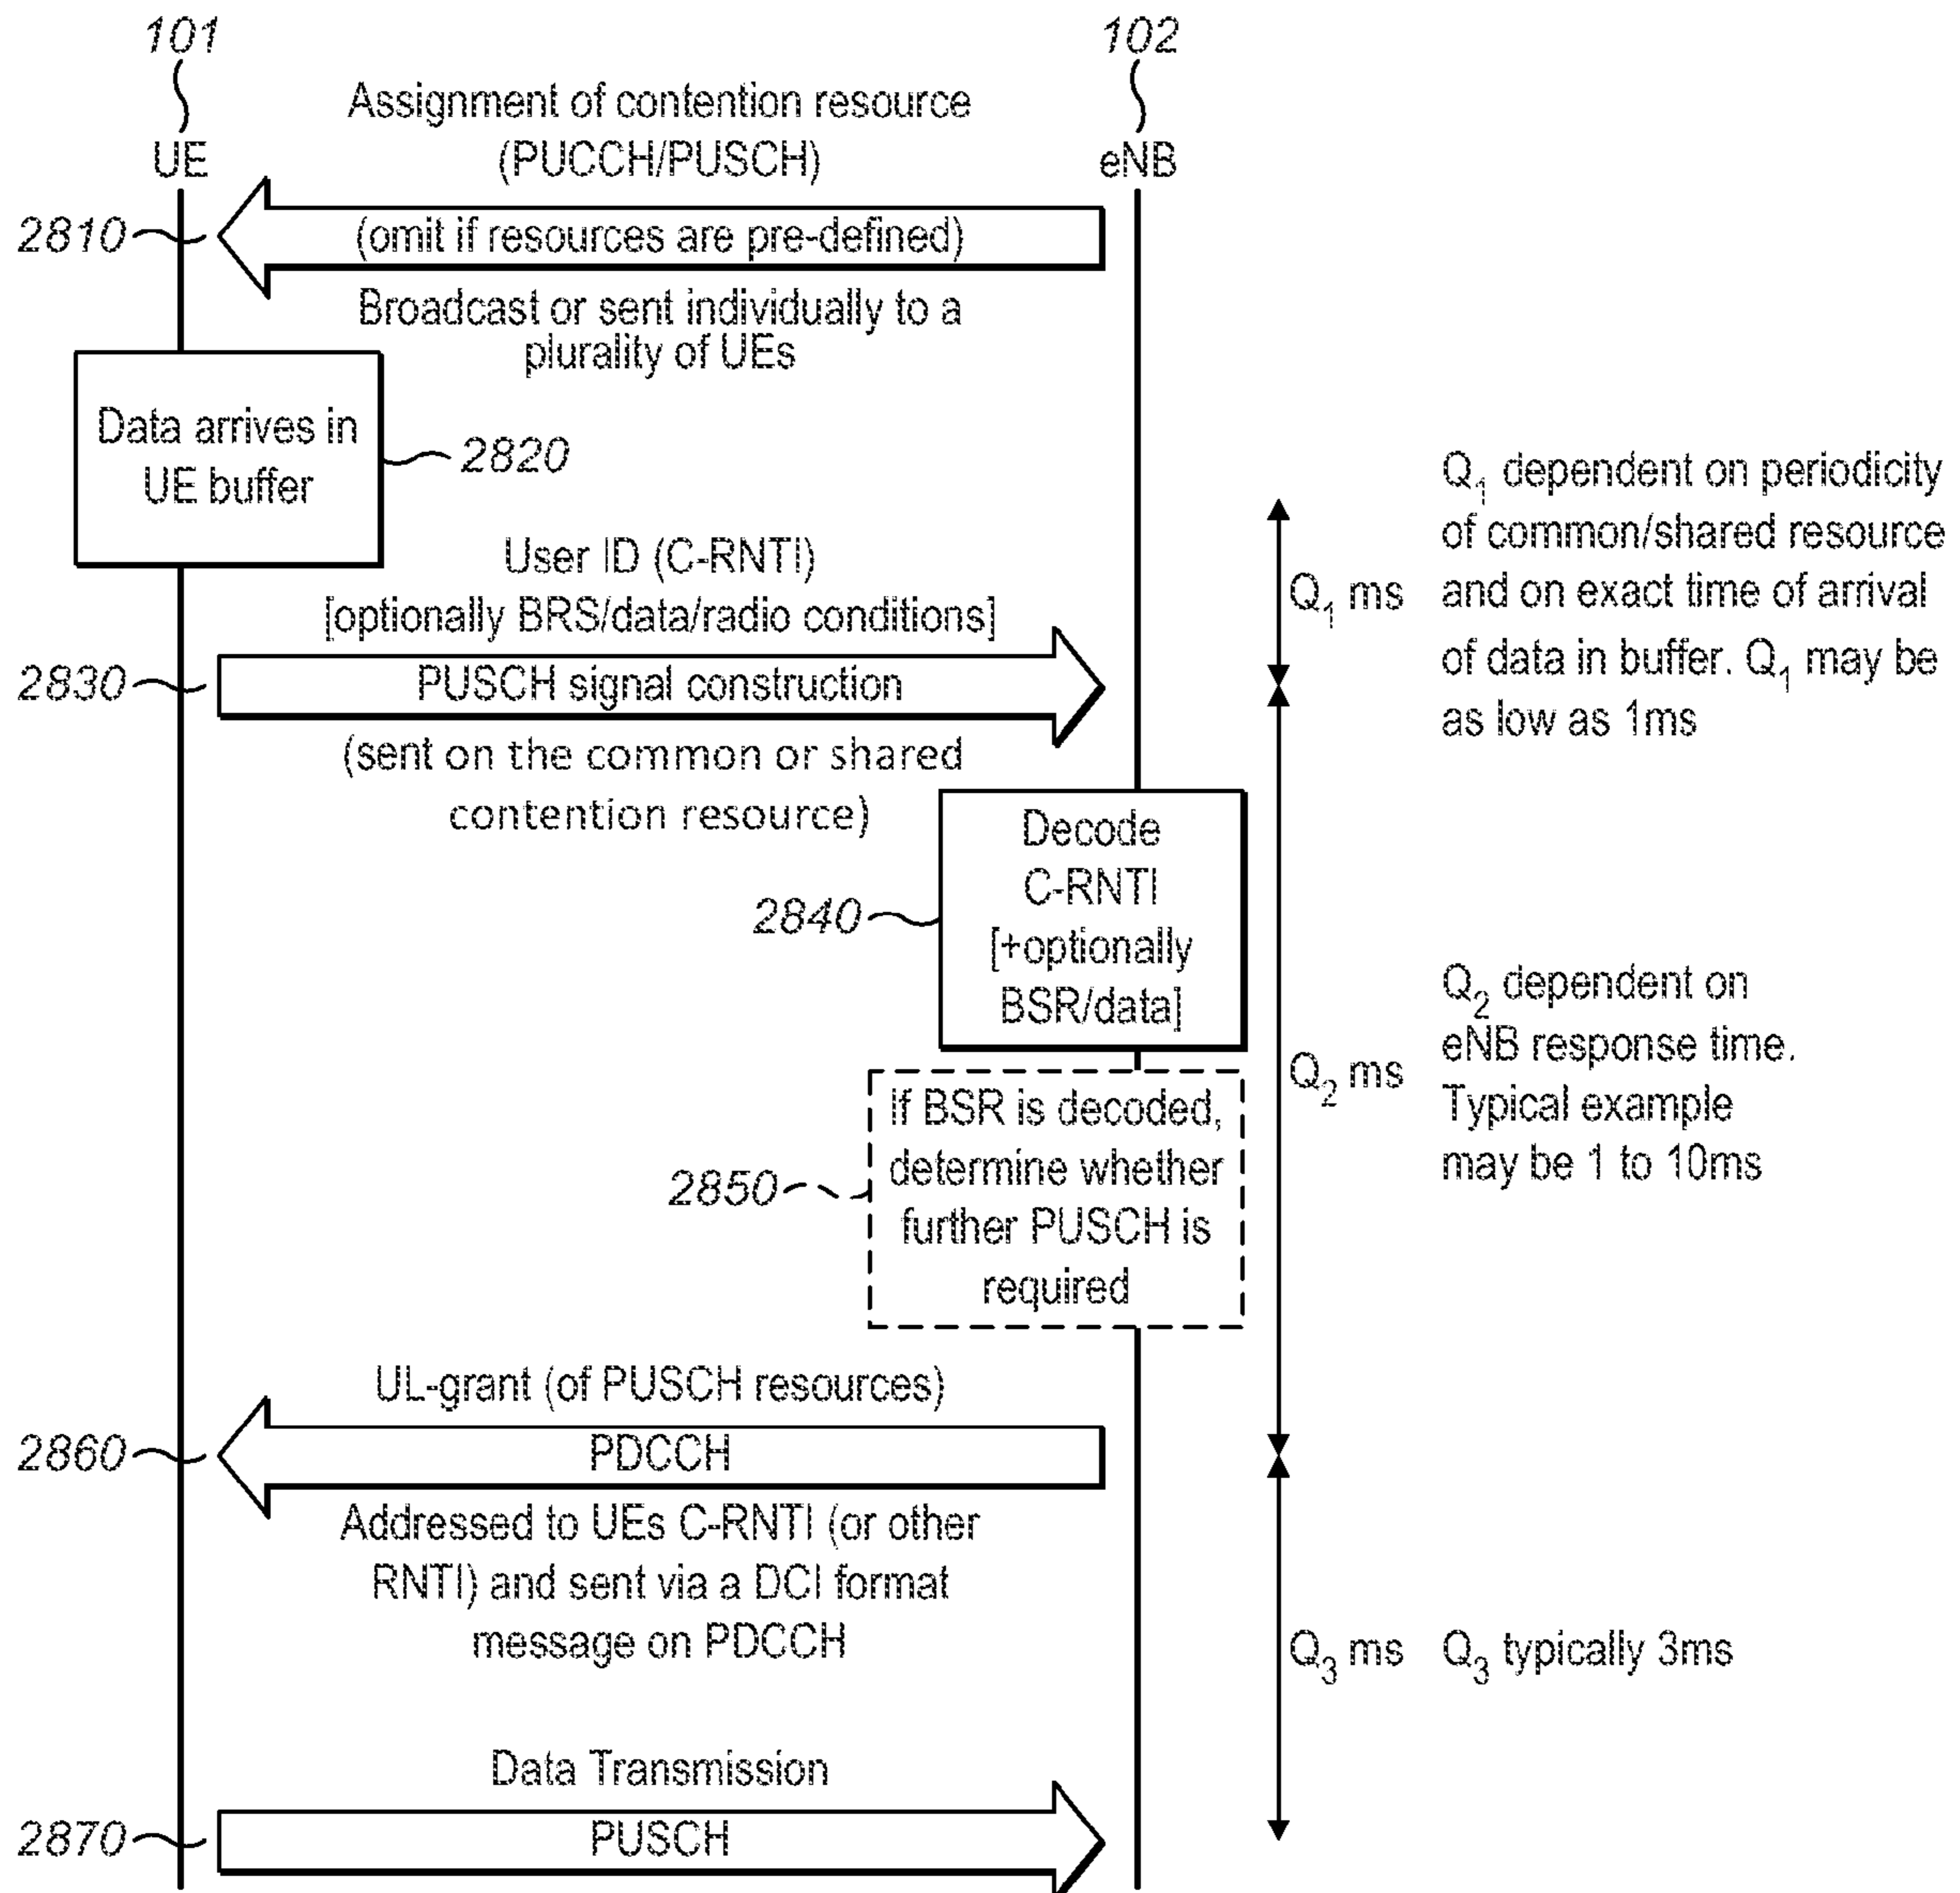 101
102
Assignment of contention resource
(PUCCH/PUSCH)
UE
eNB
2810
(omit if resources are pre-defined)
Broadcast or sent individually to a
plurality of UEs
Data arrives in
UE buffer
2820
User ID (C-RNTI)
[optionally BRS/data/radio conditions]
2830
PUSCH signal construction
(sent on the common or shared
contention resource)
Q1 ms
Q1 dependent on periodicity
of common/shared resource
and on exact time of arrival
of data in buffer. Q1 may be
as low as 1ms
Decode
C-RNTI
[+optionally
BSR/data]
2840
If BSR is decoded,
determine whether
further PUSCH is
required
2850
Q2 ms
Q2 dependent on
eNB response time.
Typical example
may be 1 to 10ms
UL-grant (of PUSCH resources)
2860
PDCCH
Addressed to UEs C-RNTI (or other
RNTI) and sent via a DCI format
message on PDCCH
Q3 ms
Q3 typically 3ms
Data Transmission
2870
PUSCH